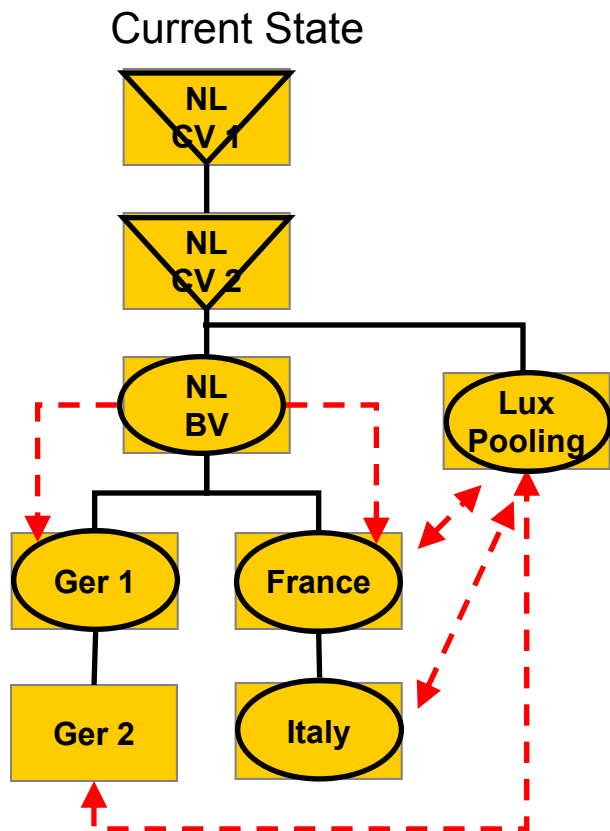 Current State
NL
CV 1
NL
CV 2
NL
BV
Lux
Pooling
Ger 1
France
Ger 2
Italy